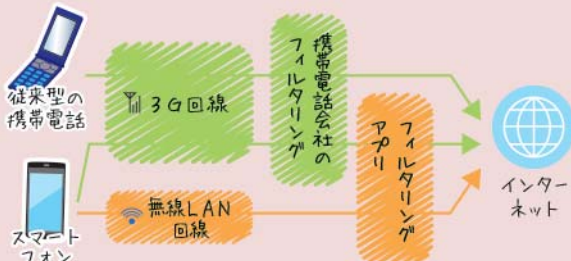 従来型の
携帯電話
3G回線
携帯電話会社の
フィルタリング
フィルタリング
アプリ
インター
ネット
スマート
フォン
無線LAN
回線